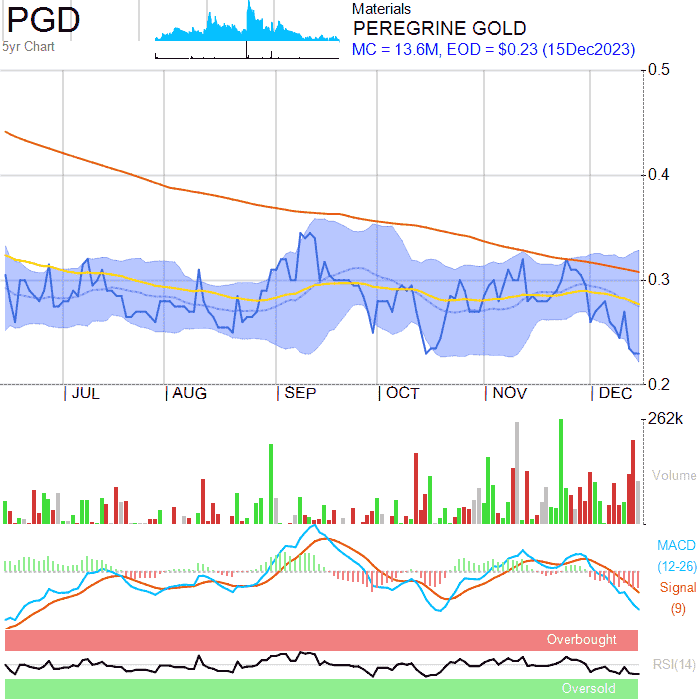 PGD
5yr Chart
Materials
PEREGRINE GOLD
MC = 13.6M, EOD = $0.23 (15Dec2023)
0.5
0.4
0.3
0.2
JUL AUG SEP OCT NOV DEC
262k
Volume
MACD
(12-26)
Signal
(9)
Overbought
RSI(14)
Oversold